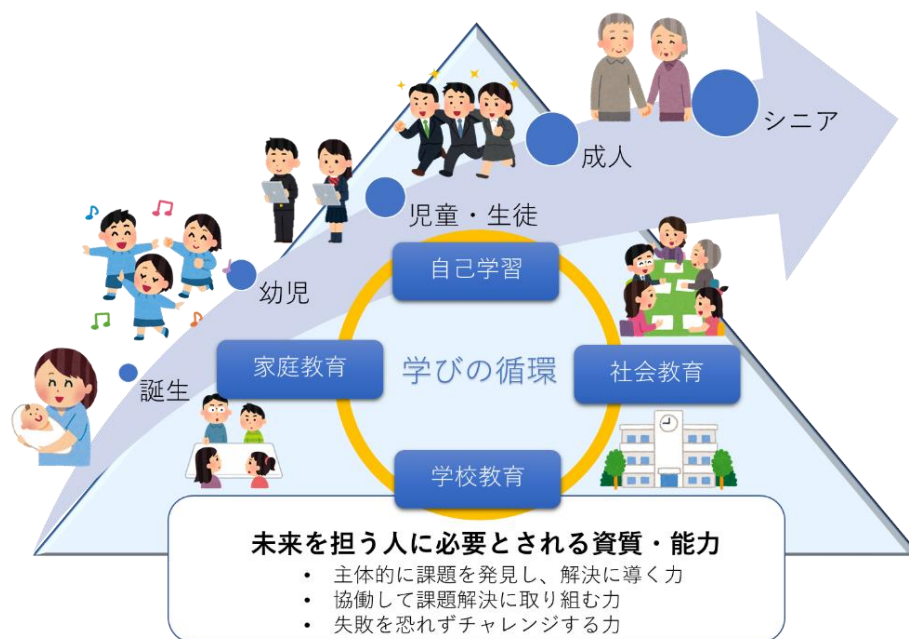 シニア
成人
児童・生徒
幼児
誕生
自己学習
家庭教育
学びの循環
社会教育
学校教育
未来を担う人に必要とされる資質・能力
• 主体的に課題を発見し、解決に導く力
• 協働して課題解決に取り組む力
• 失敗を恐れずチャレンジする力